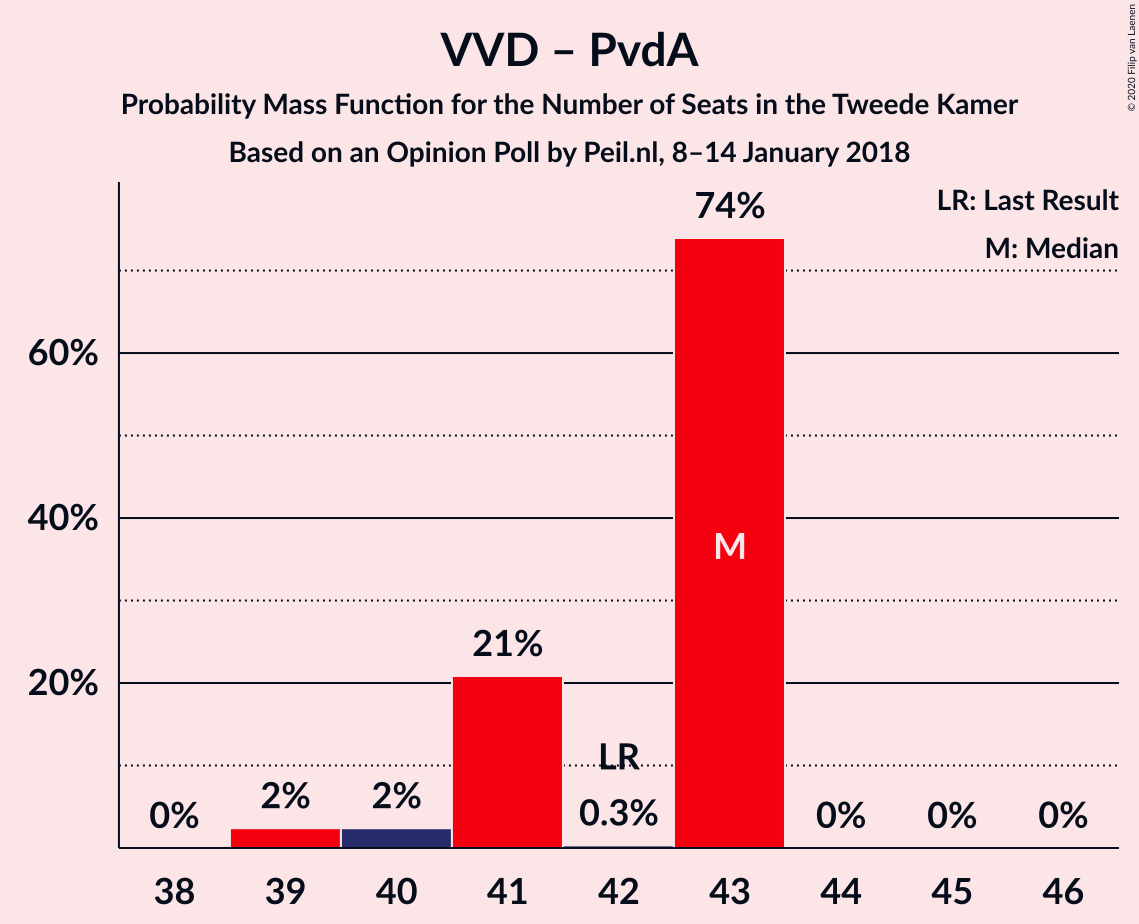 VVD – PvdA
Probability Mass Function for the Number of Seats in the Tweede Kamer
Based on an Opinion Poll by Peil.nl, 8–14 January 2018
© 2020 Filip van Laenen
LR: Last Result
M: Median
74%
60%
40%
20%
M
21%
LR
0% 2% 2% 0.3% 0% 0% 0%
38 39 40 41 42 43 44 45 46